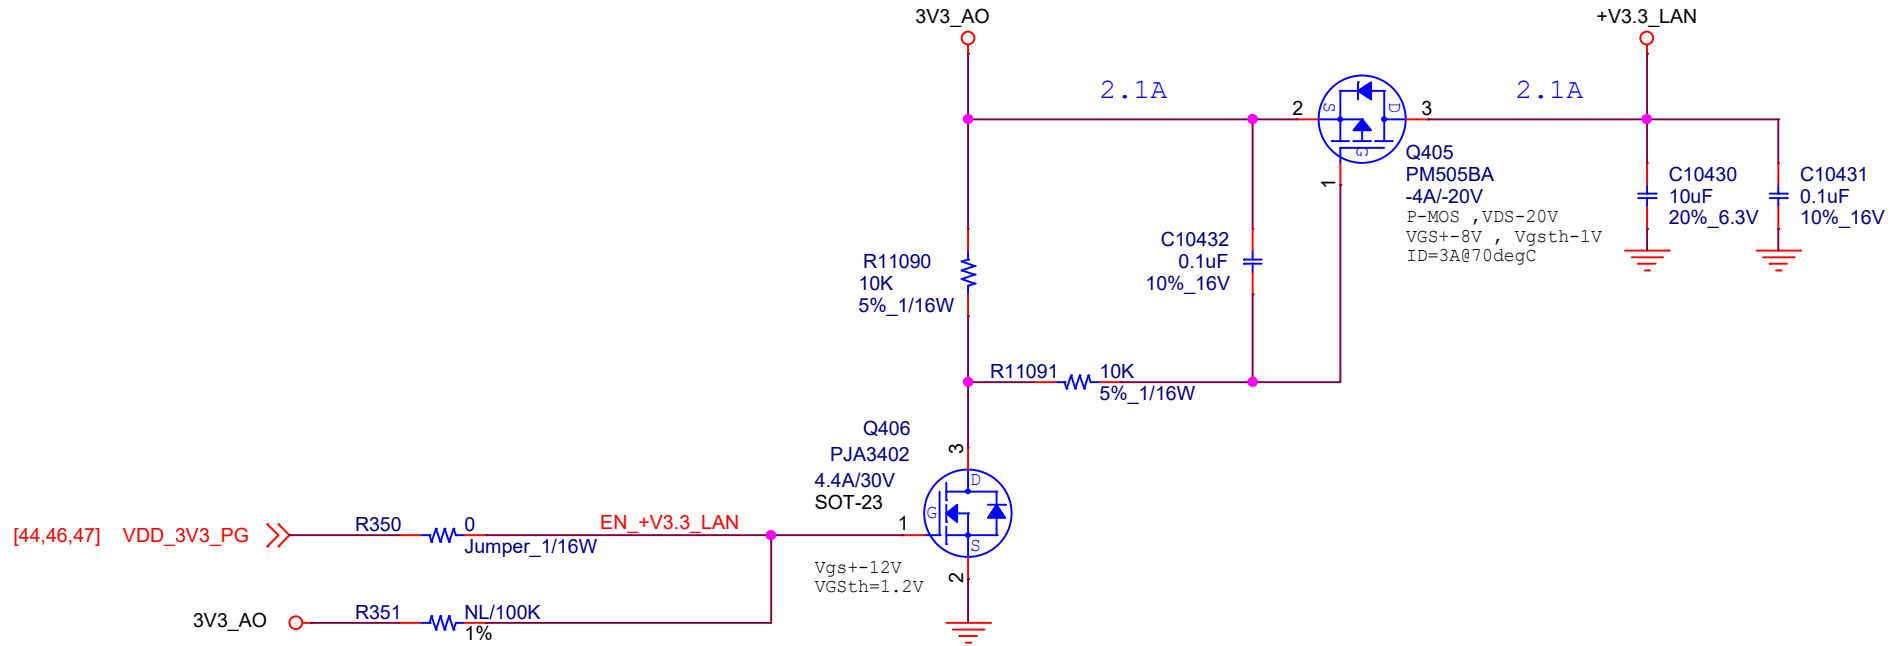 3V3_AO
+V3.3_LAN
2.1A
2.1A
2
S
D
G
3
1
Q405
PM505BA
-4A/-20V
P-MOS ,VDS-20V
VGS+-8V , Vgsth-1V
ID=3A@70degC
C10430
10uF
20%_6.3V
C10431
0.1uF
10%_16V
C10432
0.1uF
10%_16V
R11090
10K
5%_1/16W
R11091
10K
5%_1/16W
Q406
PJA3402
4.4A/30V
SOT-23
3
D
G
S
1
2
Vgs+-12V
VGSth=1.2V
[44,46,47] VDD_3V3_PG
R350
0
Jumper_1/16W
EN_+V3.3_LAN
3V3_AO
R351
NL/100K
1%